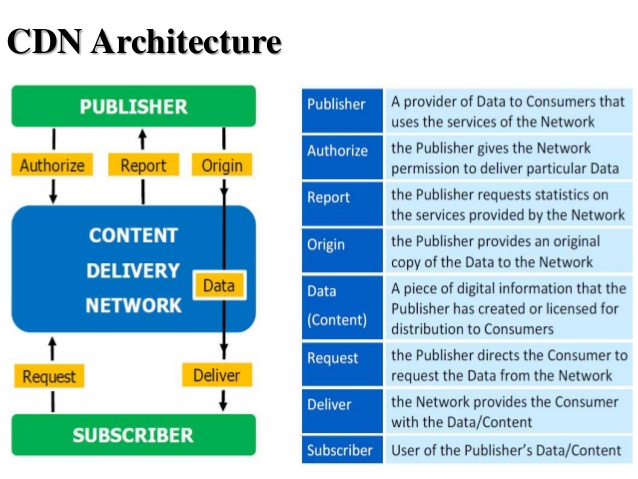 CDN Architecture
PUBLISHER
Authorize
Report
Origin
CONTENT
DELIVERY
NETWORK
Data
Request
Deliver
SUBSCRIBER
Publisher
A provider of Data to Consumers that
uses the services of the Network
Authorize
the Publisher gives the Network
permission to deliver particular Data
Report
the Publisher requests statistics on
the services provided by the Network
Origin
the Publisher provides an original
copy of the Data to the Network
Data
(Content)
A piece of digital information that the
Publisher has created or licensed for
distribution to Consumers
Request
the Publisher directs the Consumer to
request the Data from the Network
Deliver
the Network provides the Consumer
with the Data/Content
Subscriber
User of the Publisher's Data/Content